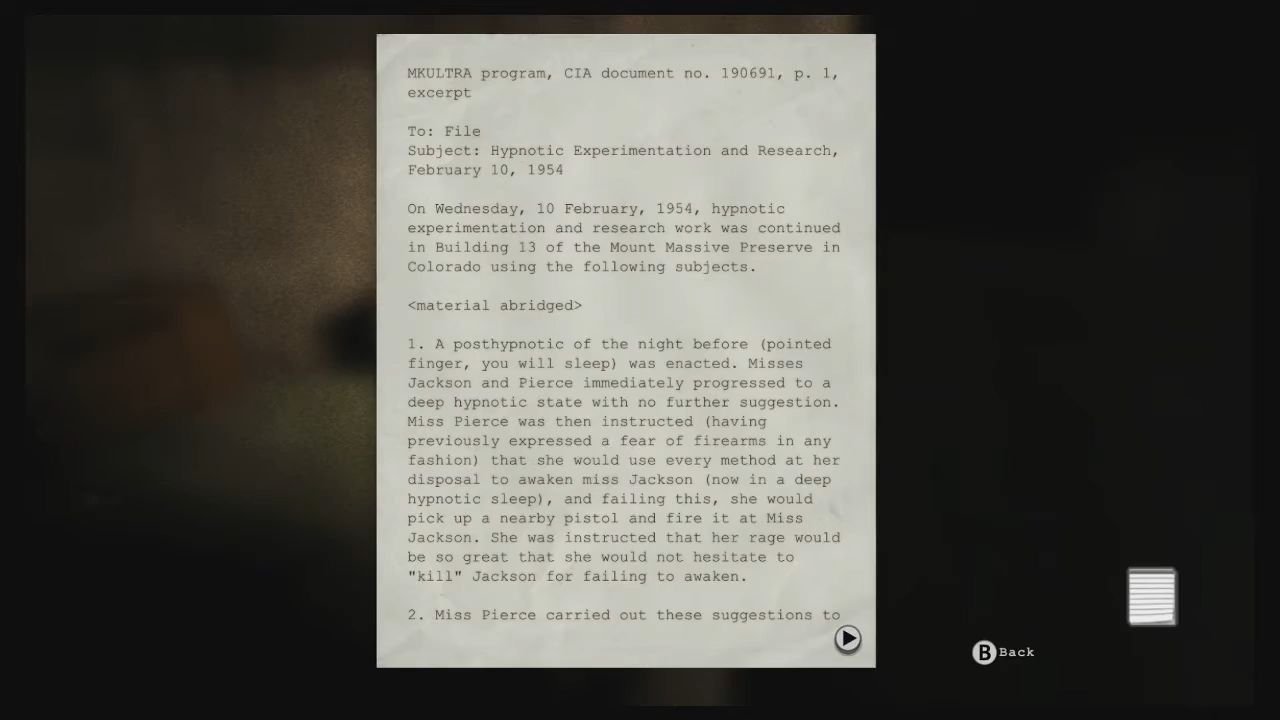 MKULTRA program, CIA document no. 190691, p. 1,
excerpt
To: File
Subject: Hypnotic Experimentation and Research,
February 10, 1954
On Wednesday, 10 February, 1954, hypnotic
experimentation and research work was continued
in Building 13 of the Mount Massive Preserve in
Colorado using the following subjects.
<material abridged>
1. A posthypnotic of the night before (pointed
finger, you will sleep) was enacted. Misses
Jackson and Pierce immediately progressed to a
deep hypnotic state with no further suggestion.
Miss Pierce was then instructed (having
previously expressed a fear of firearms in any
fashion) that she would use every method at her
disposal to awaken miss Jackson (now in a deep
hypnotic sleep), and failing this, she would
pick up a nearby pistol and fire it at Miss
Jackson. She was instructed that her rage would
be so great that she would not hesitate to
"kill" Jackson for failing to awaken.
2. Miss Pierce carried out these suggestions to
B Back